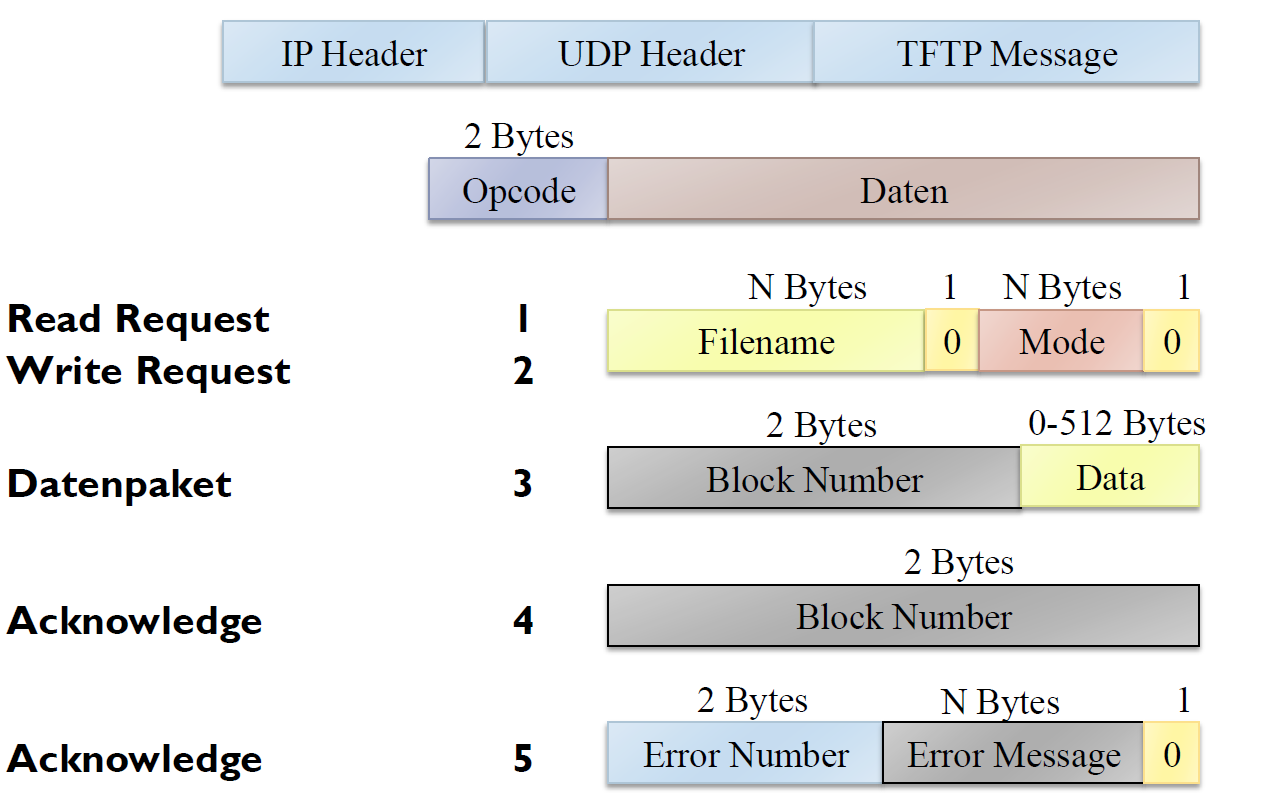 IP Header UDP Header TFTP Message
2 Bytes
Opcode Daten
N Bytes 1 N Bytes 1
Read Request 1 Filename 0 Mode 0
Write Request 2
2 Bytes 0-512 Bytes
Datenpaket 3 Block Number Data
2 Bytes
Acknowledge 4 Block Number
2 Bytes N Bytes 1
Acknowledge 5 Error Number Error Message 0